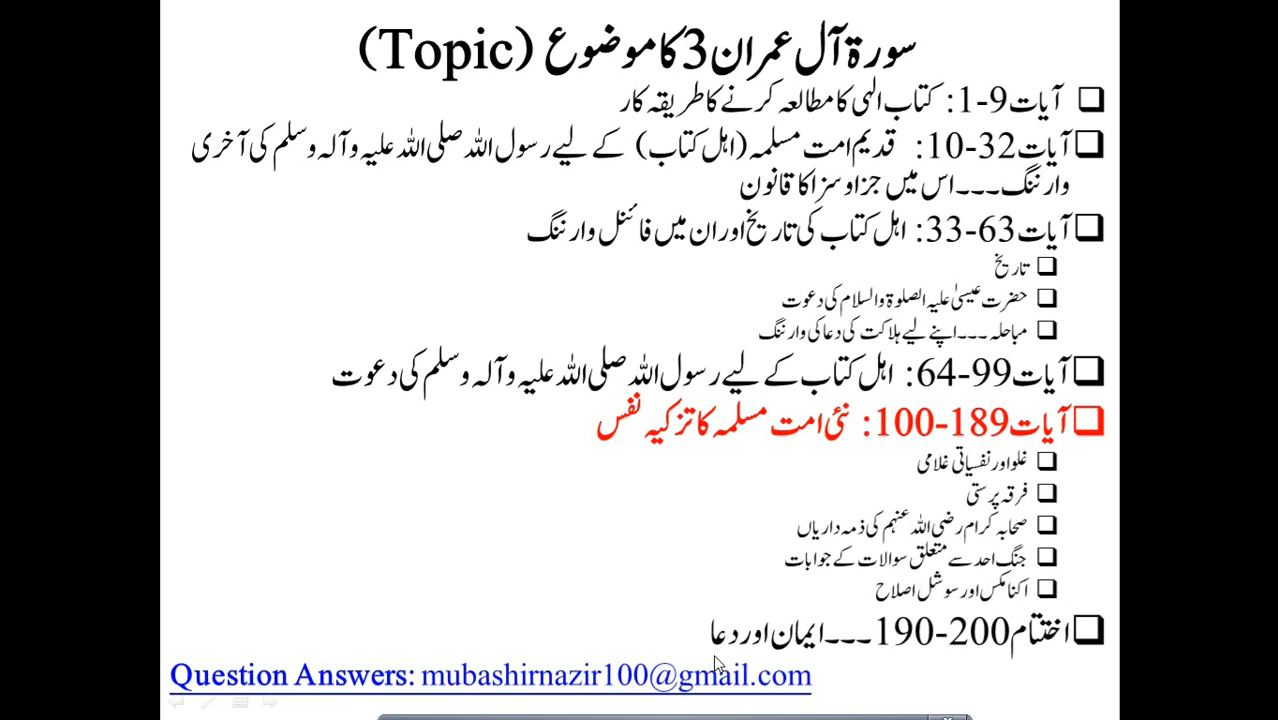 سورۃ آل عمران 3 کا موضوع (Topic)
آیات 9-1: کتاب الہی کا مطالعہ کرنے کا طریقہ کار
آیات 32-10: قدیم امت مسلمہ (اہل کتاب) کے لیے رسول اللہ صلی اللہ علیہ وآلہ وسلم کی آخری
وارننگ۔۔۔اس میں جزا و سزا کا قانون
آیات 63-33: اہل کتاب کی تاریخ اور ان میں فائنل وارننگ
تاریخ
حضرت عیسیٰ علیہ الصلوۃ والسلام کی دعوت
مباحلہ۔۔۔اپنے لیے ہلاکت کی دعا کی وارننگ
آیات 99-64: اہل کتاب کے لیے رسول اللہ صلی اللہ علیہ وآلہ وسلم کی دعوت
آیات 189-100: نئی امت مسلمہ کا تزکیہ نفس
غلو اور نفسیاتی غلامی
فرقہ پرستی
صحابہ کرام رضی اللہ عنہم کی ذمہ داریاں
جنگ احد سے متعلق سوالات کے جوابات
اکنامکس اور سوشل اصلاح
اختتام 200-190۔۔۔ایمان اور دعا
Question Answers: mubashirnazir100@gmail.com